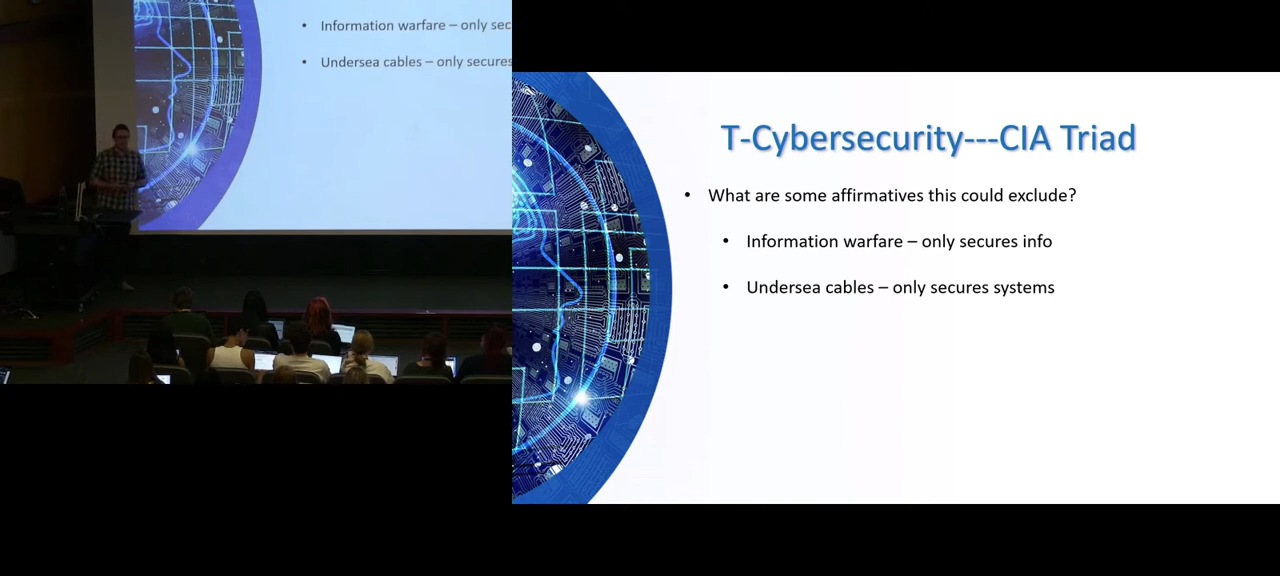 Information warfare – only sec
Undersea cables – only secures
T-Cybersecurity---CIA Triad
What are some affirmatives this could exclude?
Information warfare – only secures info
Undersea cables – only secures systems